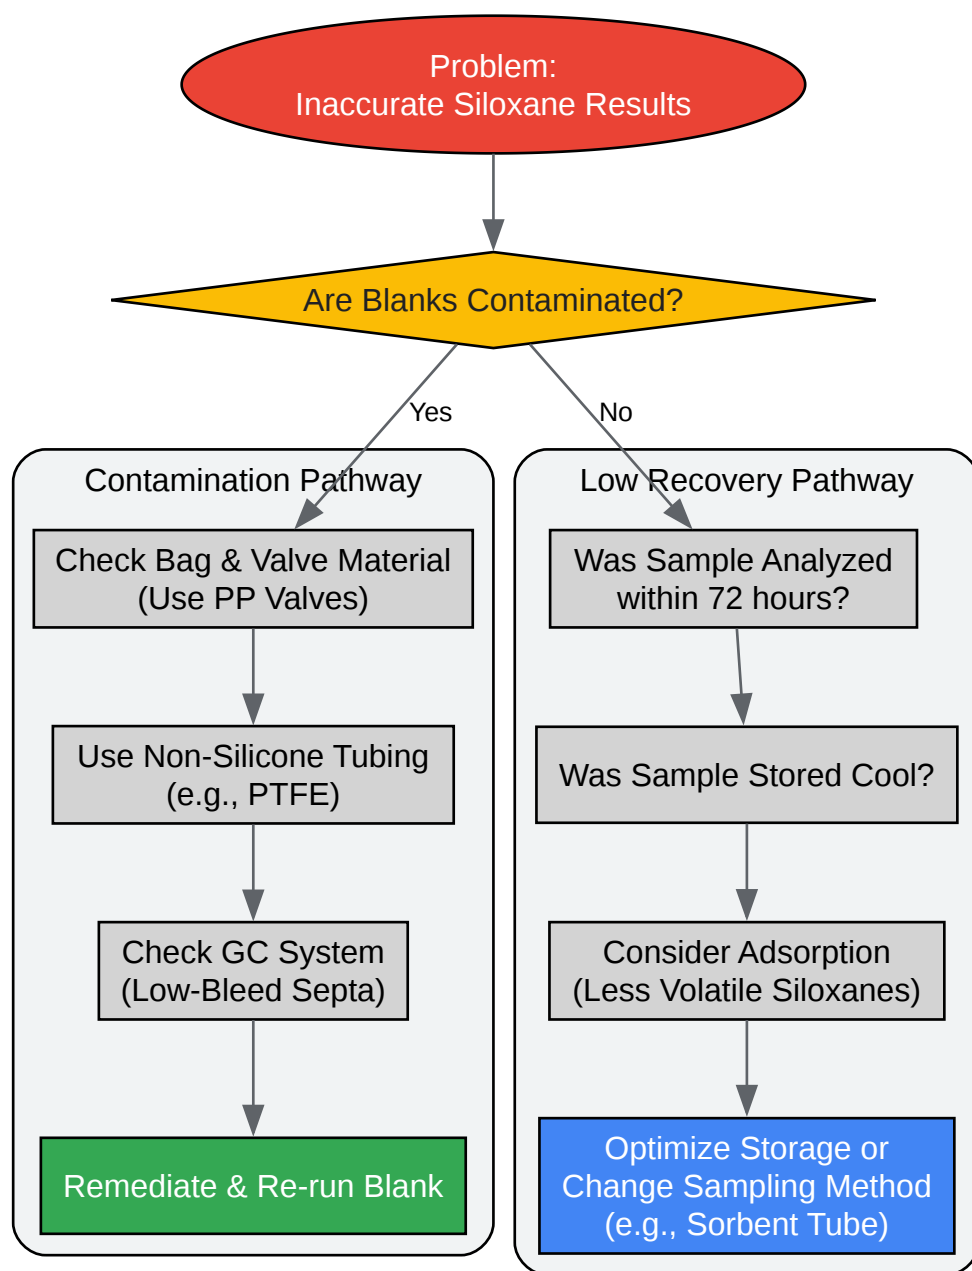 Problem:
Inaccurate Siloxane Results
Are Blanks Contaminated?
Yes
No
Contamination Pathway
Check Bag & Valve Material
(Use PP Valves)
Use Non-Silicone Tubing
(e.g., PTFE)
Check GC System
(Low-Bleed Septa)
Remediate & Re-run Blank
Low Recovery Pathway
Was Sample Analyzed
within 72 hours?
Was Sample Stored Cool?
Consider Adsorption
(Less Volatile Siloxanes)
Optimize Storage or
Change Sampling Method
(e.g., Sorbent Tube)